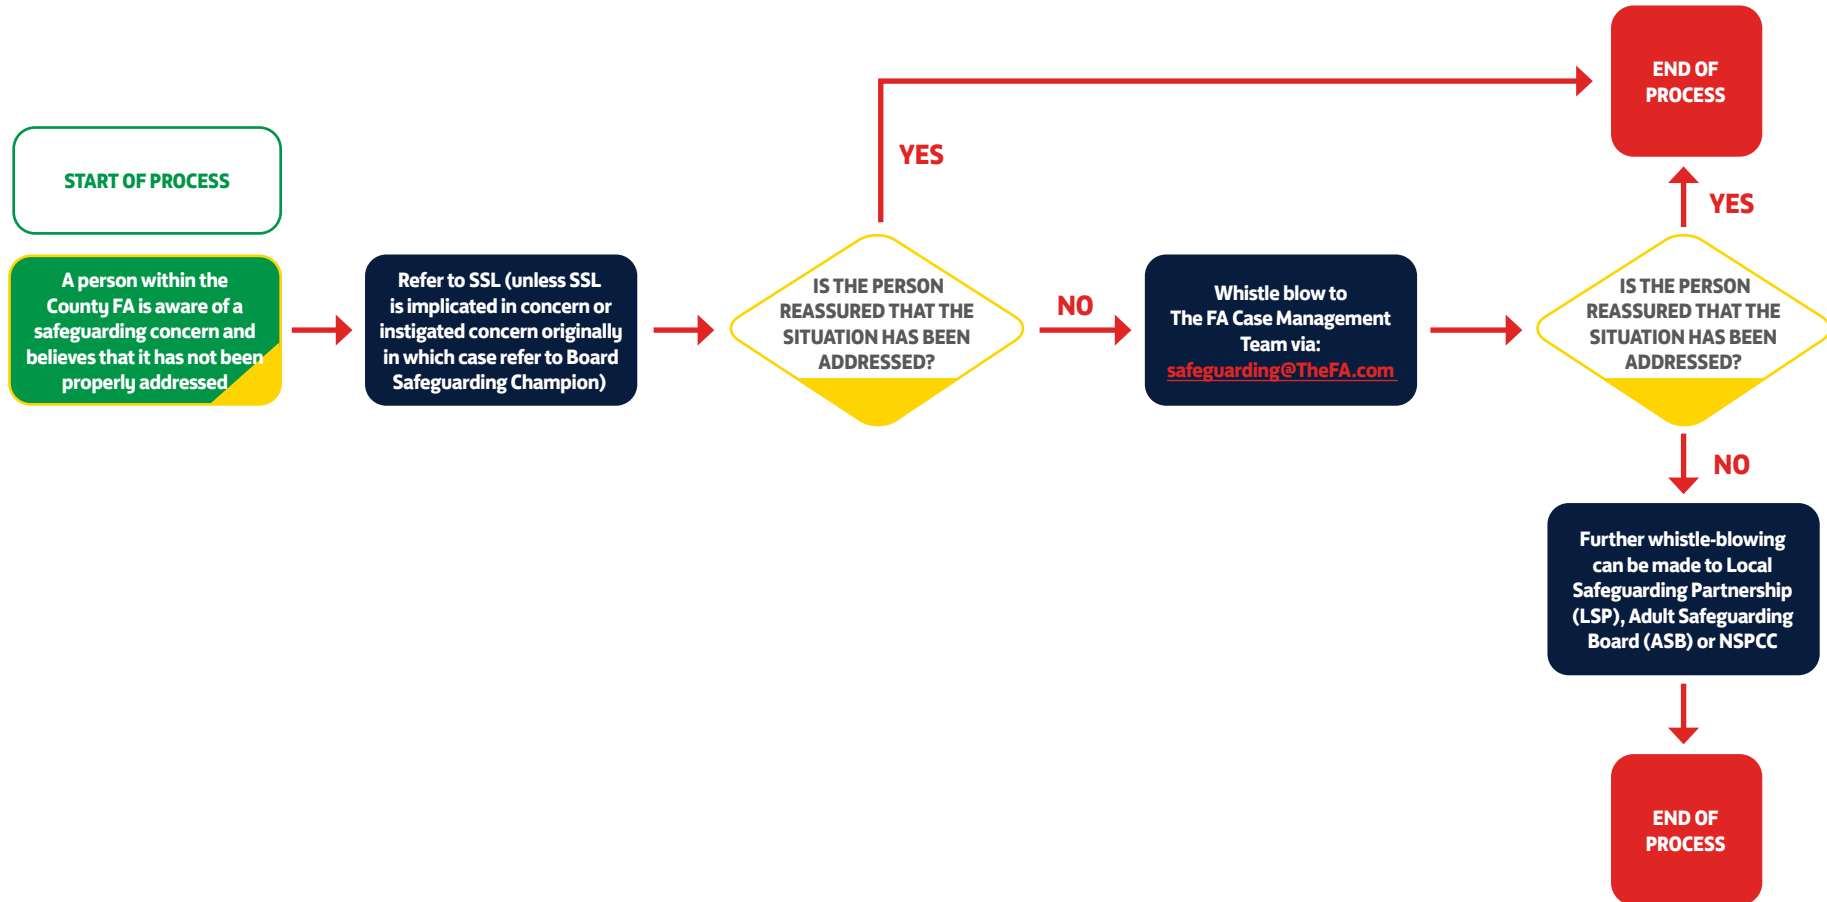 START OF PROCESS
A person within the
County FA is aware of a
safeguarding concern and
believes that it has not been
properly addressed
Refer to SSL (unless SSL
is implicated in concern or
instigated concern originally
in which case refer to Board
Safeguarding Champion)
IS THE PERSON
REASSURED THAT THE
SITUATION HAS BEEN
ADDRESSED?
YES
NO
Whistle blow to
The FA Case Management
Team via:
safeguarding@TheFA.com
IS THE PERSON
REASSURED THAT THE
SITUATION HAS BEEN
ADDRESSED?
YES
END OF
PROCESS
NO
Further whistle-blowing
can be made to Local
Safeguarding Partnership
(LSP), Adult Safeguarding
Board (ASB) or NSPCC
END OF
PROCESS